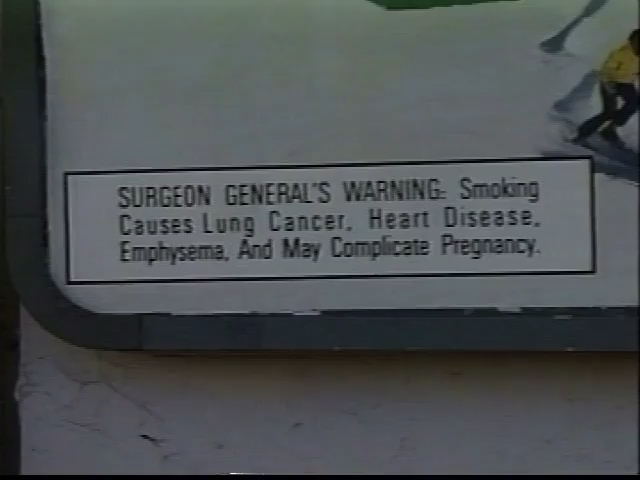 SURGEON GENERAL'S WARNING: Smoking
Causes Lung Cancer, Heart Disease,
Emphysema, And May Complicate Pregnancy.